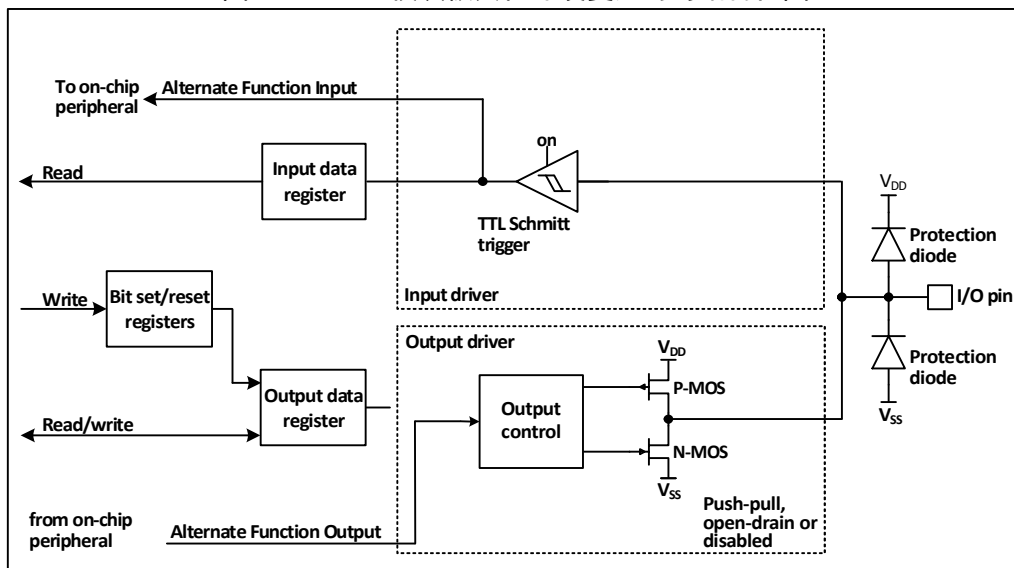 To on-chip
peripheral
Alternate Function Input
on
Read
Input data
register
TTL Schmitt
trigger
V_DD
Protection
diode
Write
Bit set/reset
registers
Input driver
I/O pin
Output driver
V_DD
P-MOS
Protection
diode
Output data
register
Output
control
V_SS
Read/write
N-MOS
V_SS
from on-chip
peripheral
Alternate Function Output
Push-pull,
open-drain or
disabled